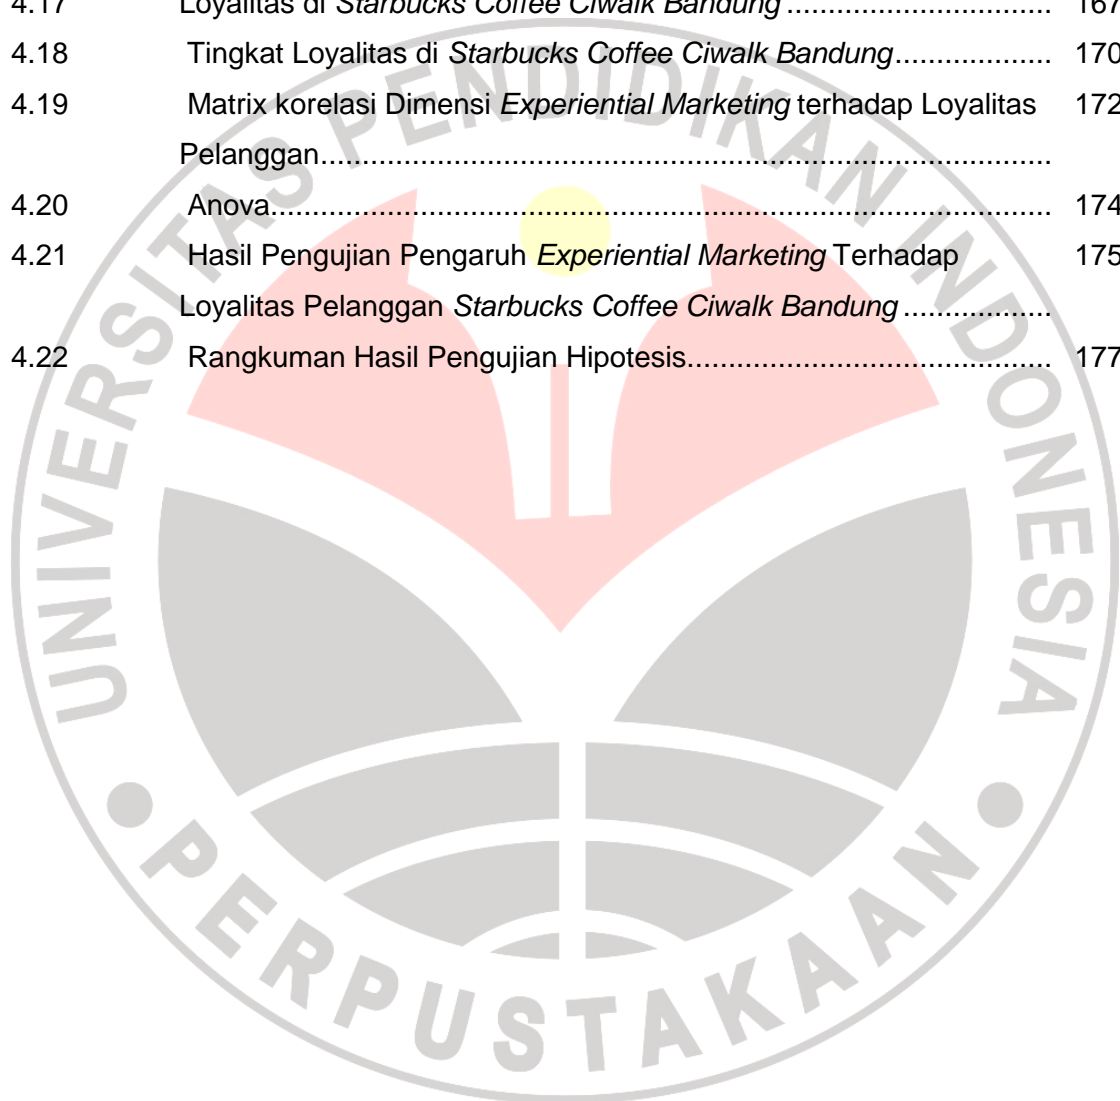 4.17 Loyalitas di Starbucks Coffee Ciwalk Bandung ................................ 167
4.18 Tingkat Loyalitas di Starbucks Coffee Ciwalk Bandung................... 170
4.19 Matrix korelasi Dimensi Experiential Marketing terhadap Loyalitas 172
Pelanggan.........................................................................................
4.20 Anova............................................................................................... 174
4.21 Hasil Pengujian Pengaruh Experiential Marketing Terhadap 175
Loyalitas Pelanggan Starbucks Coffee Ciwalk Bandung ..................
4.22 Rangkuman Hasil Pengujian Hipotesis............................................ 177
UNIVERSITAS PENDIDIKAN INDONESIA
PERPUSTAKAAN